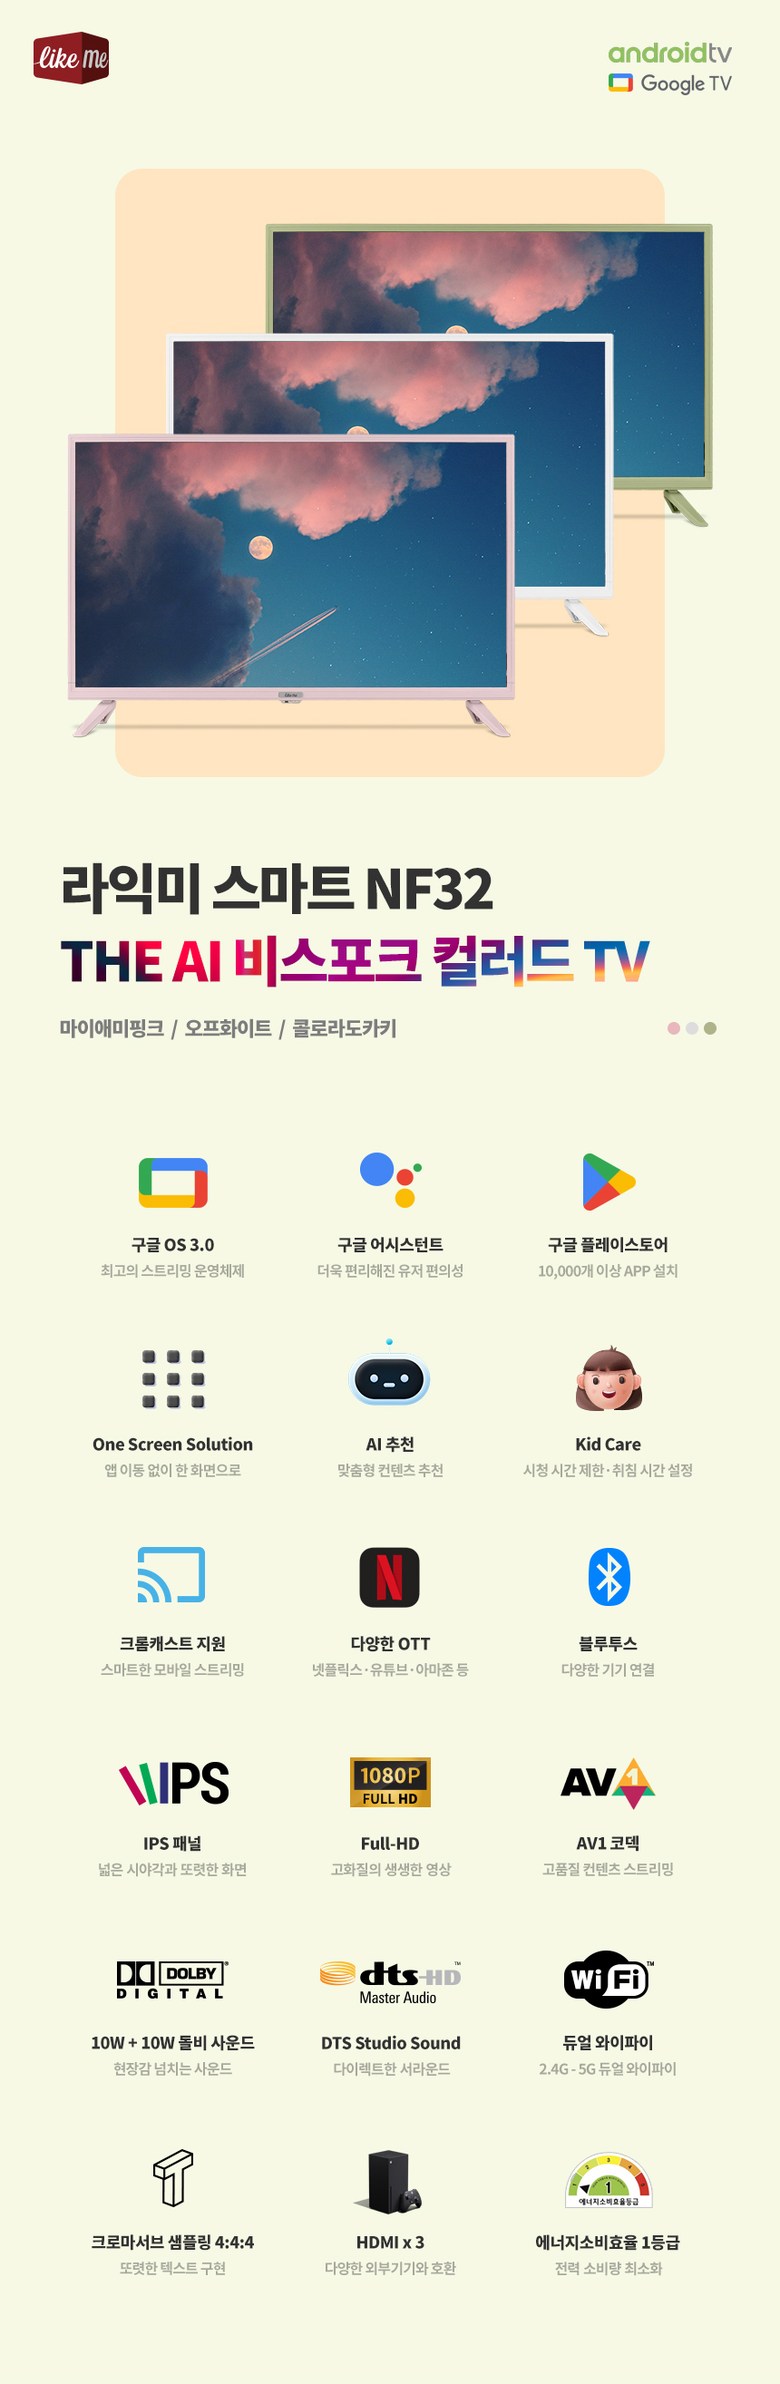 like me
androidtv
Google TV
라익미 스마트 NF32
THE AI 비스포크 컬러드 TV
마이애미핑크 / 오프화이트 / 콜로라도카키
구글 OS 3.0
최고의 스트리밍 운영체제
구글 어시스턴트
더욱 편리해진 유저 편의성
구글 플레이스토어
10,000개 이상 APP 설치
One Screen Solution
앱 이동 없이 한 화면으로
AI 추천
맞춤형 컨텐츠 추천
Kid Care
시청 시간 제한·취침 시간 설정
크롬캐스트 지원
스마트한 모바일 스트리밍
N
다양한 OTT
넷플릭스·유튜브·아마존 등
블루투스
다양한 기기 연결
IPS
IPS 패널
넓은 시야각과 또렷한 화면
1080P
FULL HD
Full-HD
고화질의 생생한 영상
AV1
AV1 코덱
고품질 컨텐츠 스트리밍
DOLBY®
DIGITAL
10W + 10W 돌비 사운드
현장감 넘치는 사운드
dts-HD™
Master Audio
DTS Studio Sound
다이렉트한 서라운드
Wi Fi™
듀얼 와이파이
2.4G - 5G 듀얼 와이파이
크로마서브 샘플링 4:4:4
또렷한 텍스트 구현
HDMI x 3
다양한 외부기기와 호환
1 2 3 4 5
1
에너지소비효율등급
에너지소비효율 1등급
전력 소비량 최소화